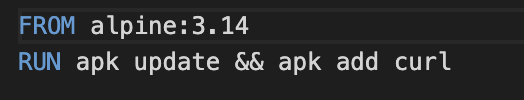 FROM alpine:3.14
RUN apk update && apk add curl